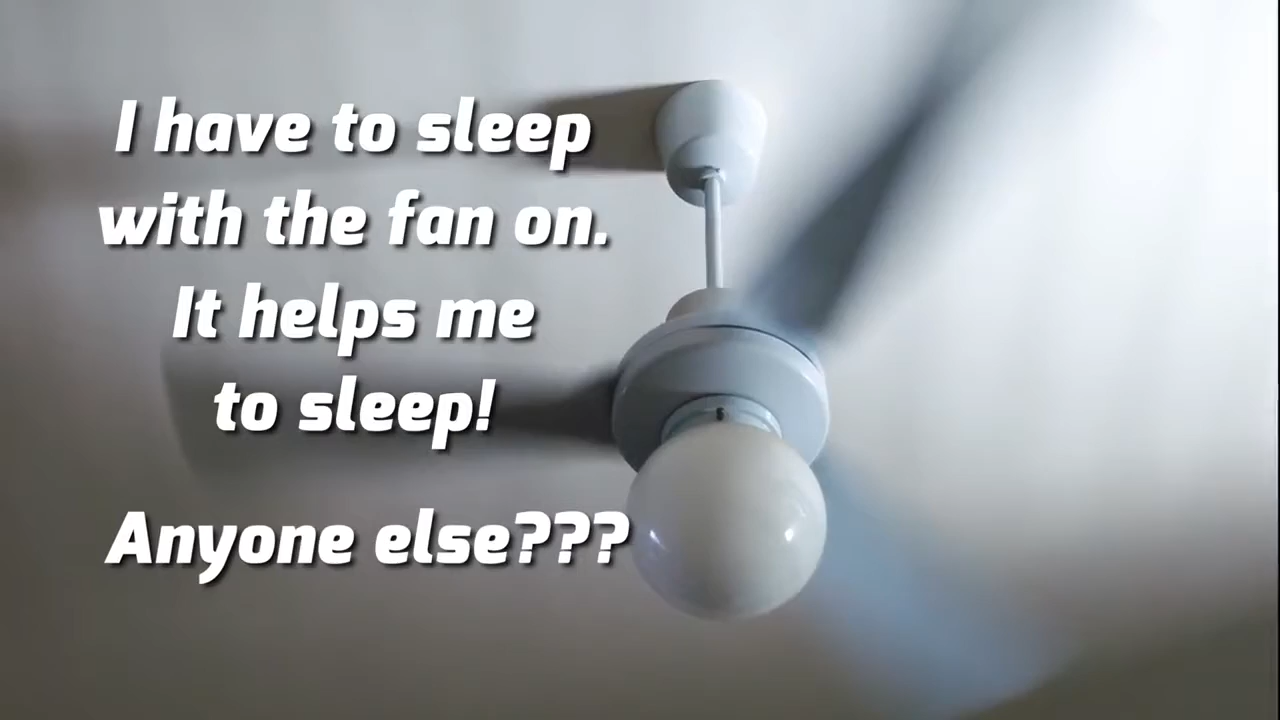 I have to sleep
with the fan on.
It helps me
to sleep!
Anyone else???